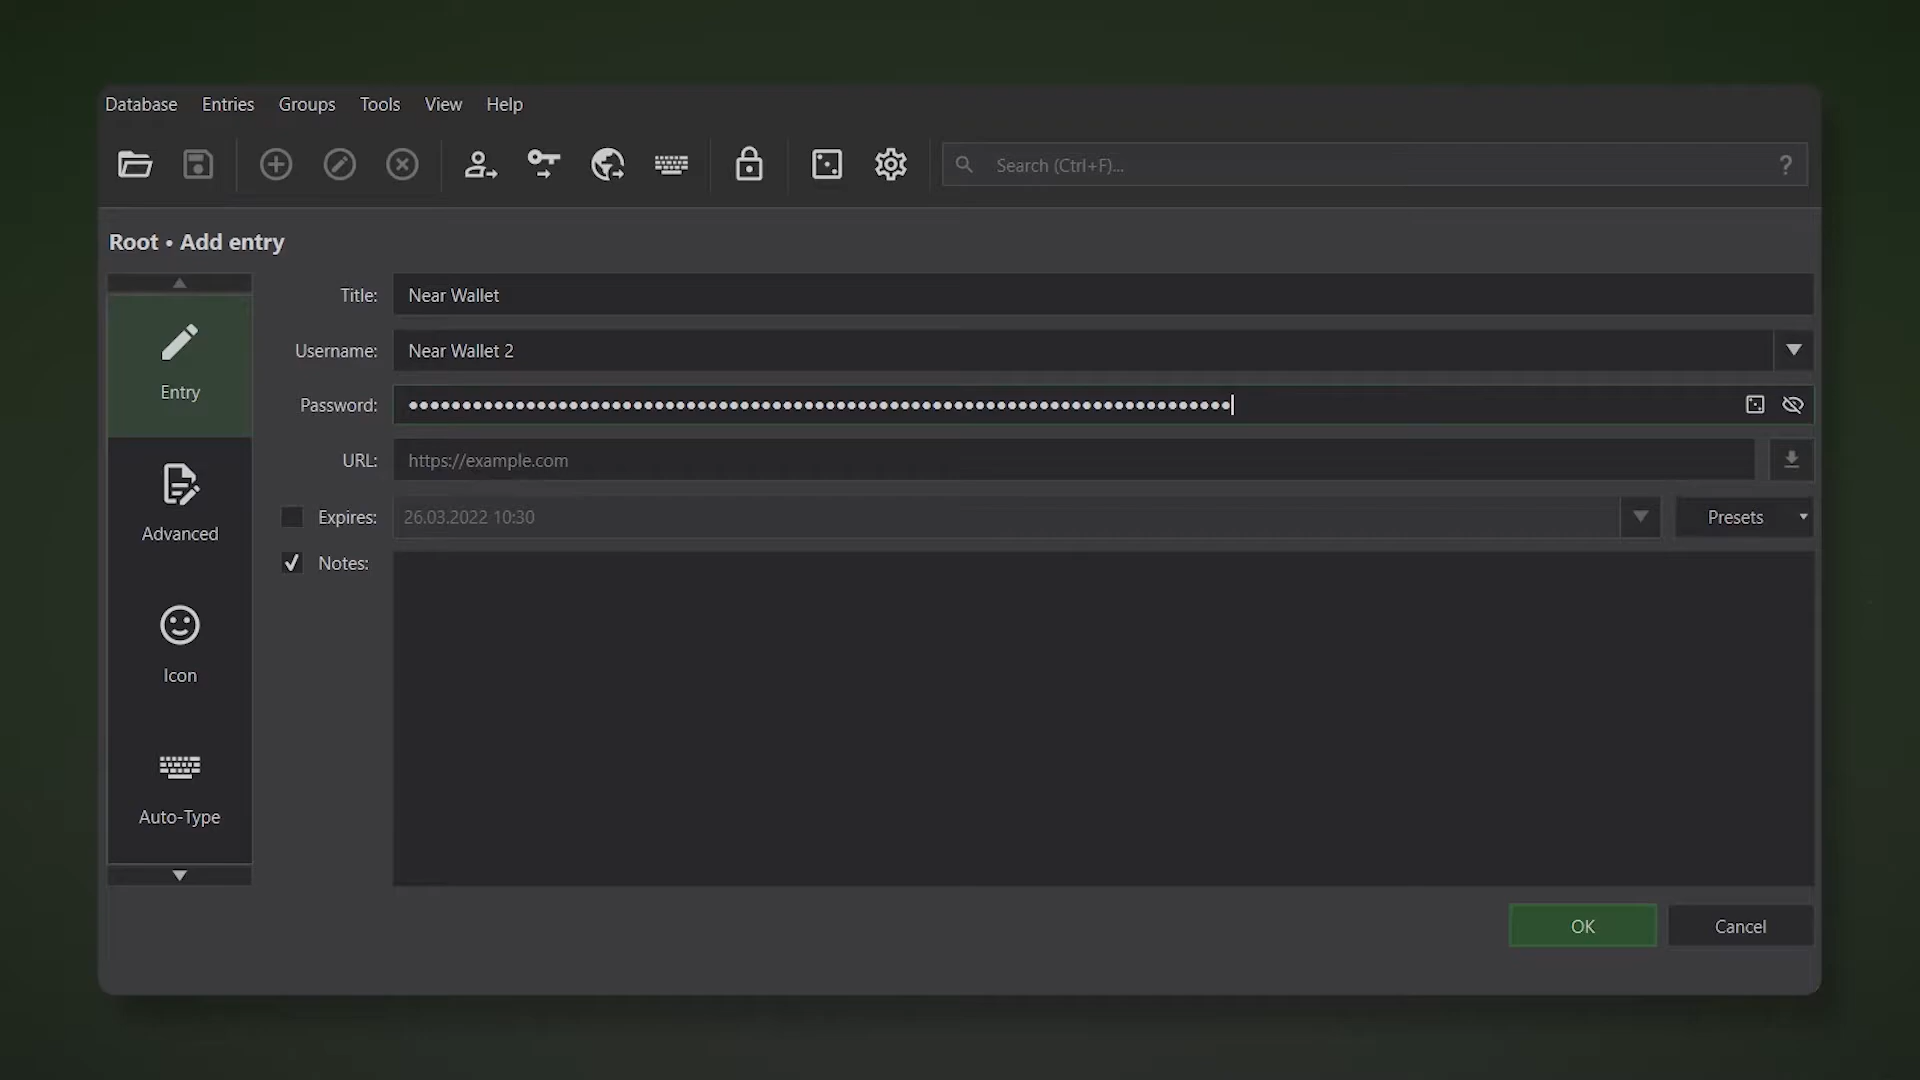 Database Entries Groups Tools View Help
Search (Ctrl+F)... ?
Root • Add entry
Title: Near Wallet
Username: Near Wallet 2
Password: ●●●●●●●●●●●●●●●●●●●●●●●●●●●●●●●●●●●●●●●●●●●●●●●●●●●●●●●●●●●●●●●●●●●●●●●●●●●●●
URL: https://example.com
Expires: 26.03.2022 10:30 Presets
Notes:
Entry
Advanced
Icon
Auto-Type
OK Cancel